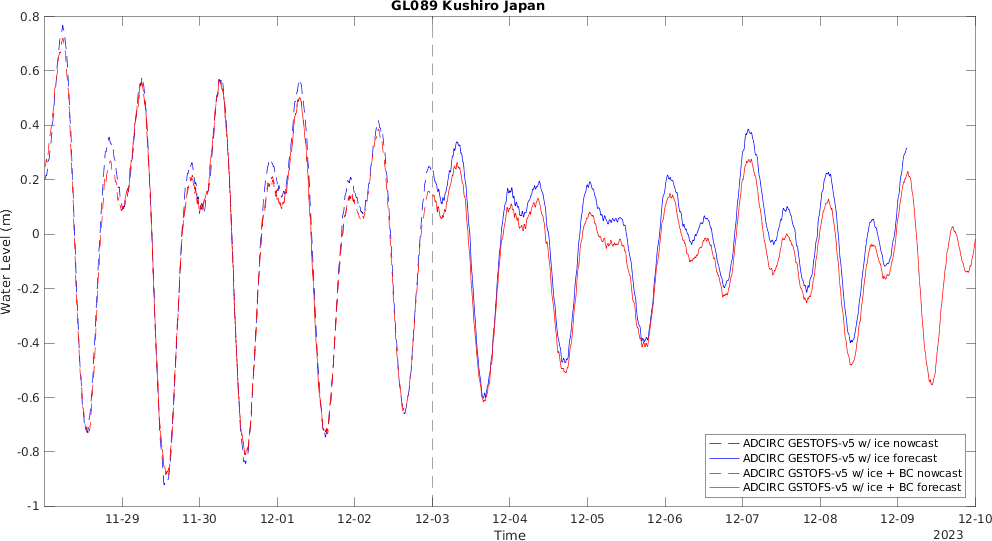 GL089 Kushiro Japan
Water Level (m)
0.8
0.6
0.4
0.2
0
-0.2
-0.4
-0.6
-0.8
-1
ADCIRC GESTOFS-v5 w/ ice nowcast
ADCIRC GESTOFS-v5 w/ ice forecast
ADCIRC GSTOFS-v5 w/ ice + BC nowcast
ADCIRC GSTOFS-v5 w/ ice + BC forecast
11-29 11-30 12-01 12-02 12-03 12-04 12-05 12-06 12-07 12-08 12-09 12-10
Time
2023